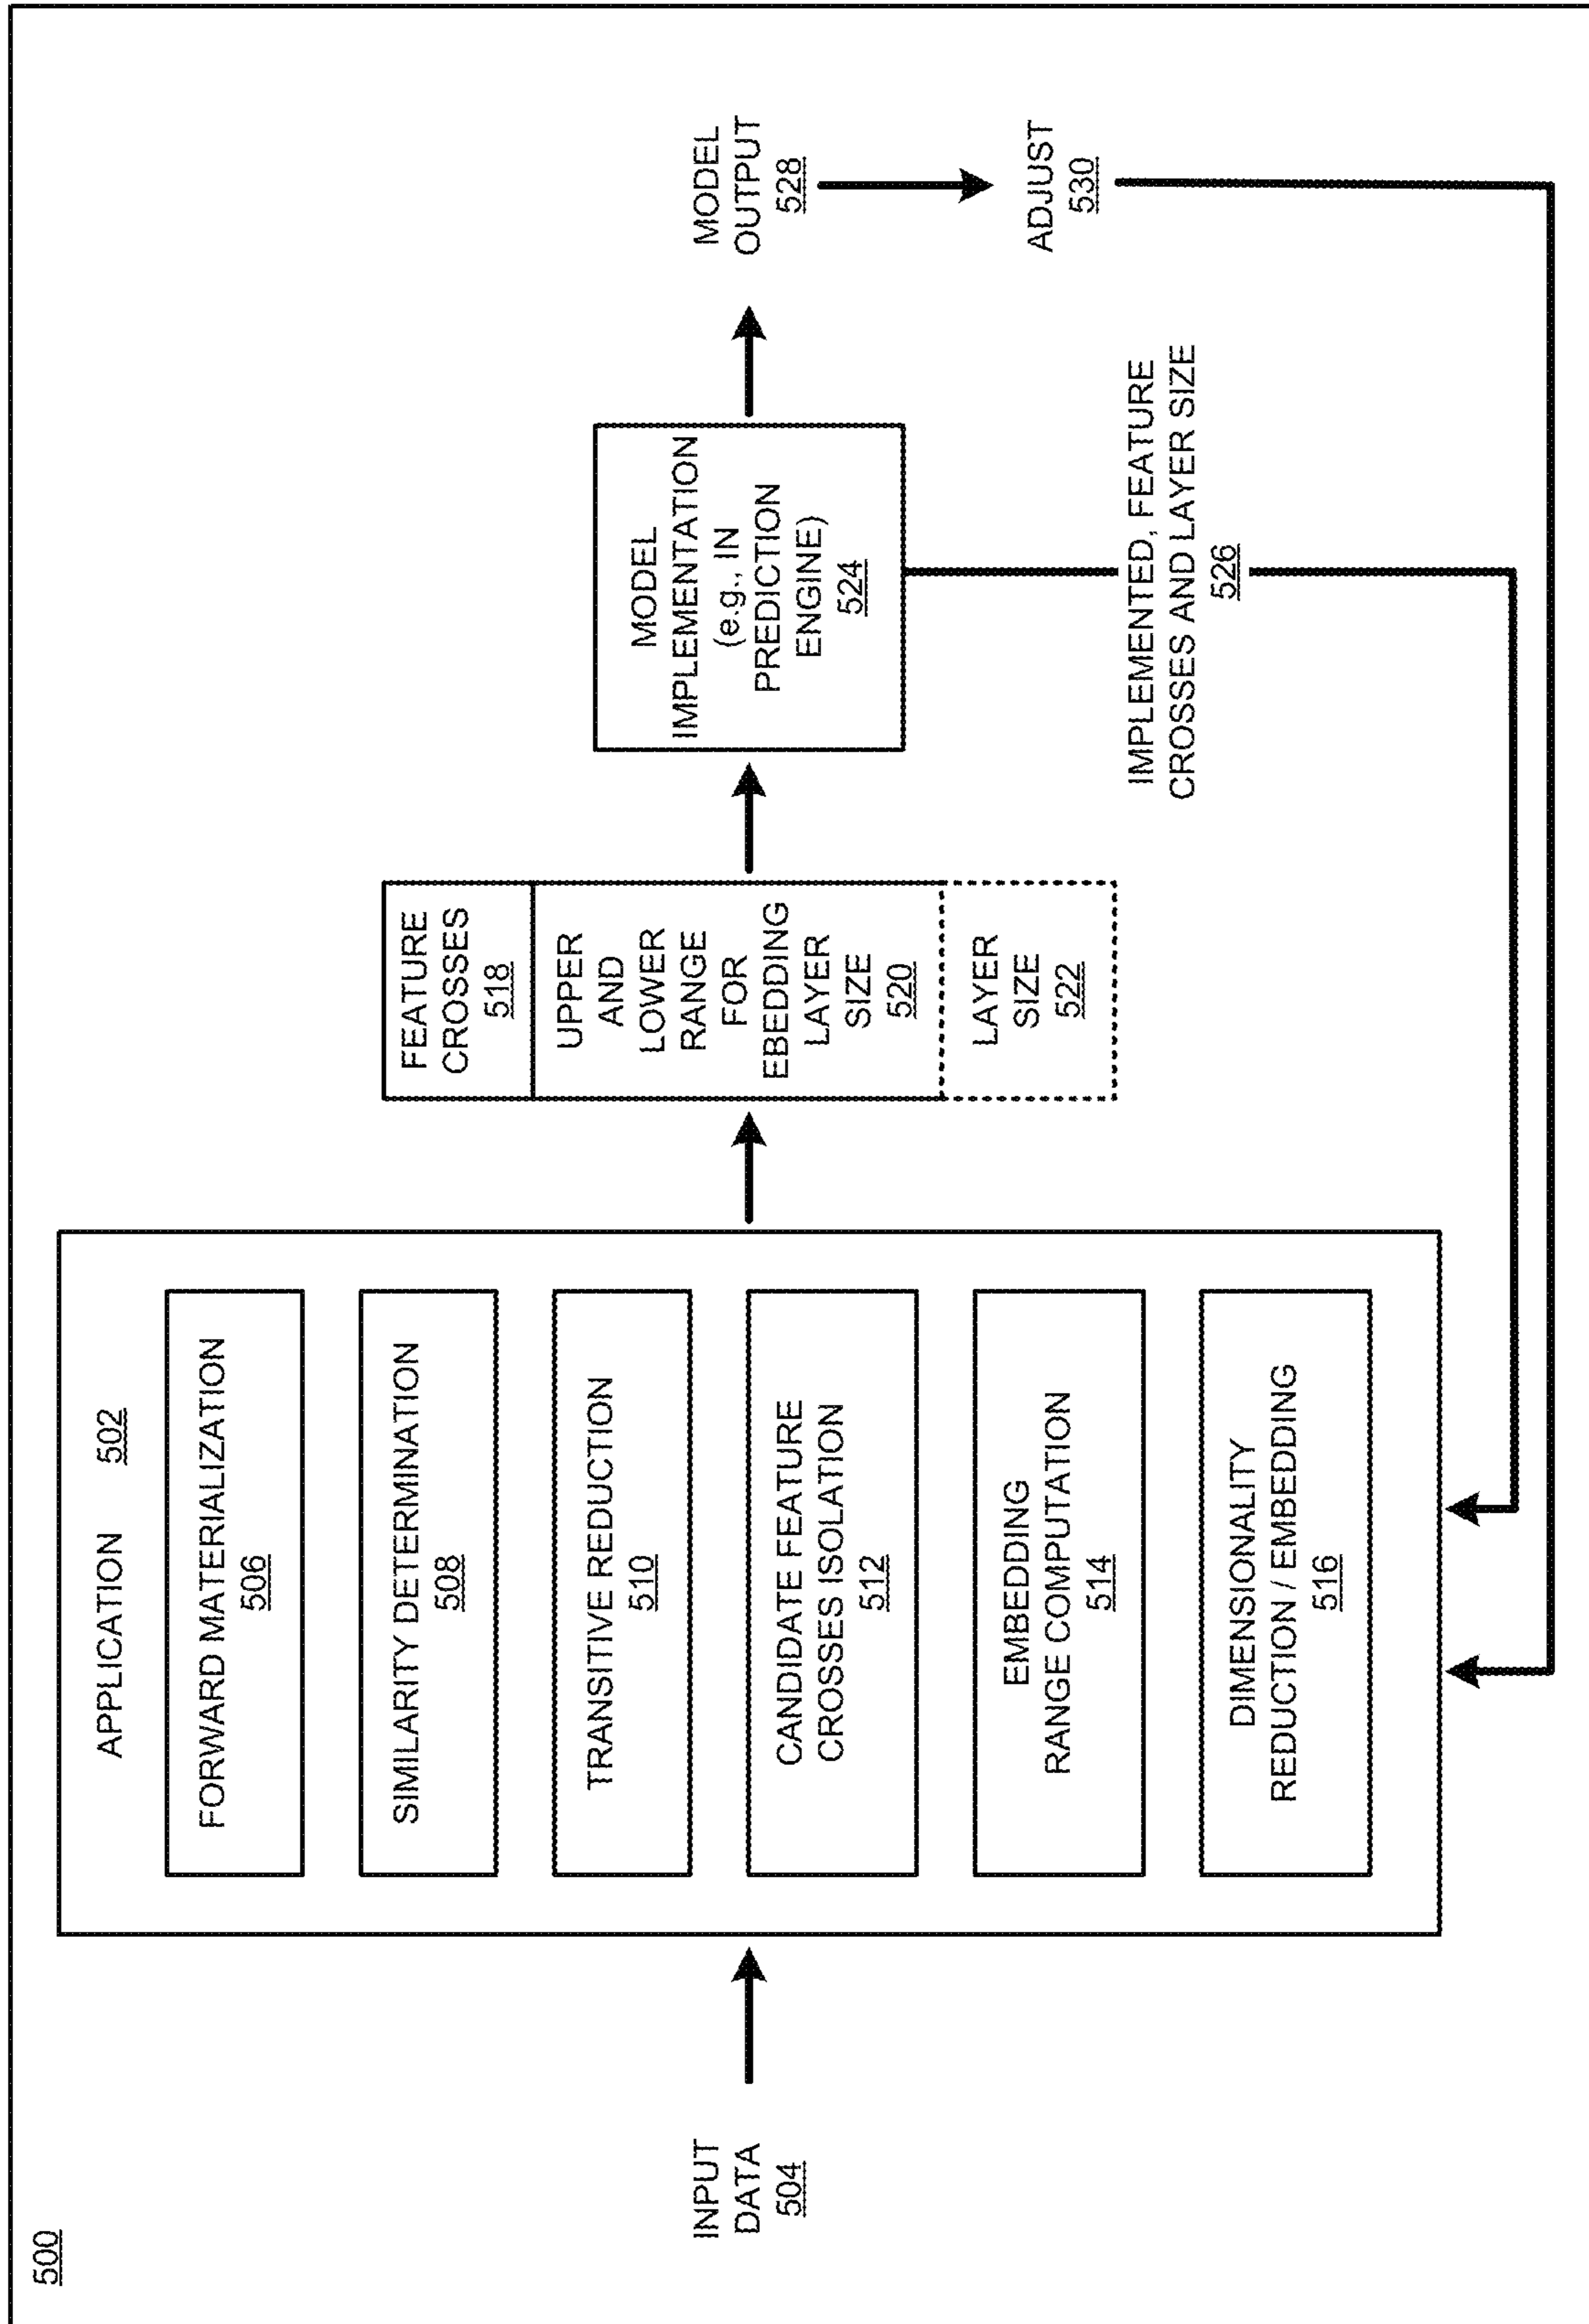 500
INPUT
DATA
504
APPLICATION 502
FORWARD MATERIALIZATION
506
SIMILARITY DETERMINATION
508
TRANSITIVE REDUCTION
510
CANDIDATE FEATURE
CROSSES ISOLATION
512
EMBEDDING
RANGE COMPUTATION
514
DIMENSIONALITY
REDUCTION / EMBEDDING
516
FEATURE
CROSSES
518
UPPER
AND
LOWER
RANGE
FOR
EBEDDING
LAYER
SIZE
520
LAYER
SIZE
522
MODEL
IMPLEMENTATION
(e.g., IN
PREDICTION
ENGINE)
524
IMPLEMENTED, FEATURE
CROSSES AND LAYER SIZE
526
MODEL
OUTPUT
528
ADJUST
530